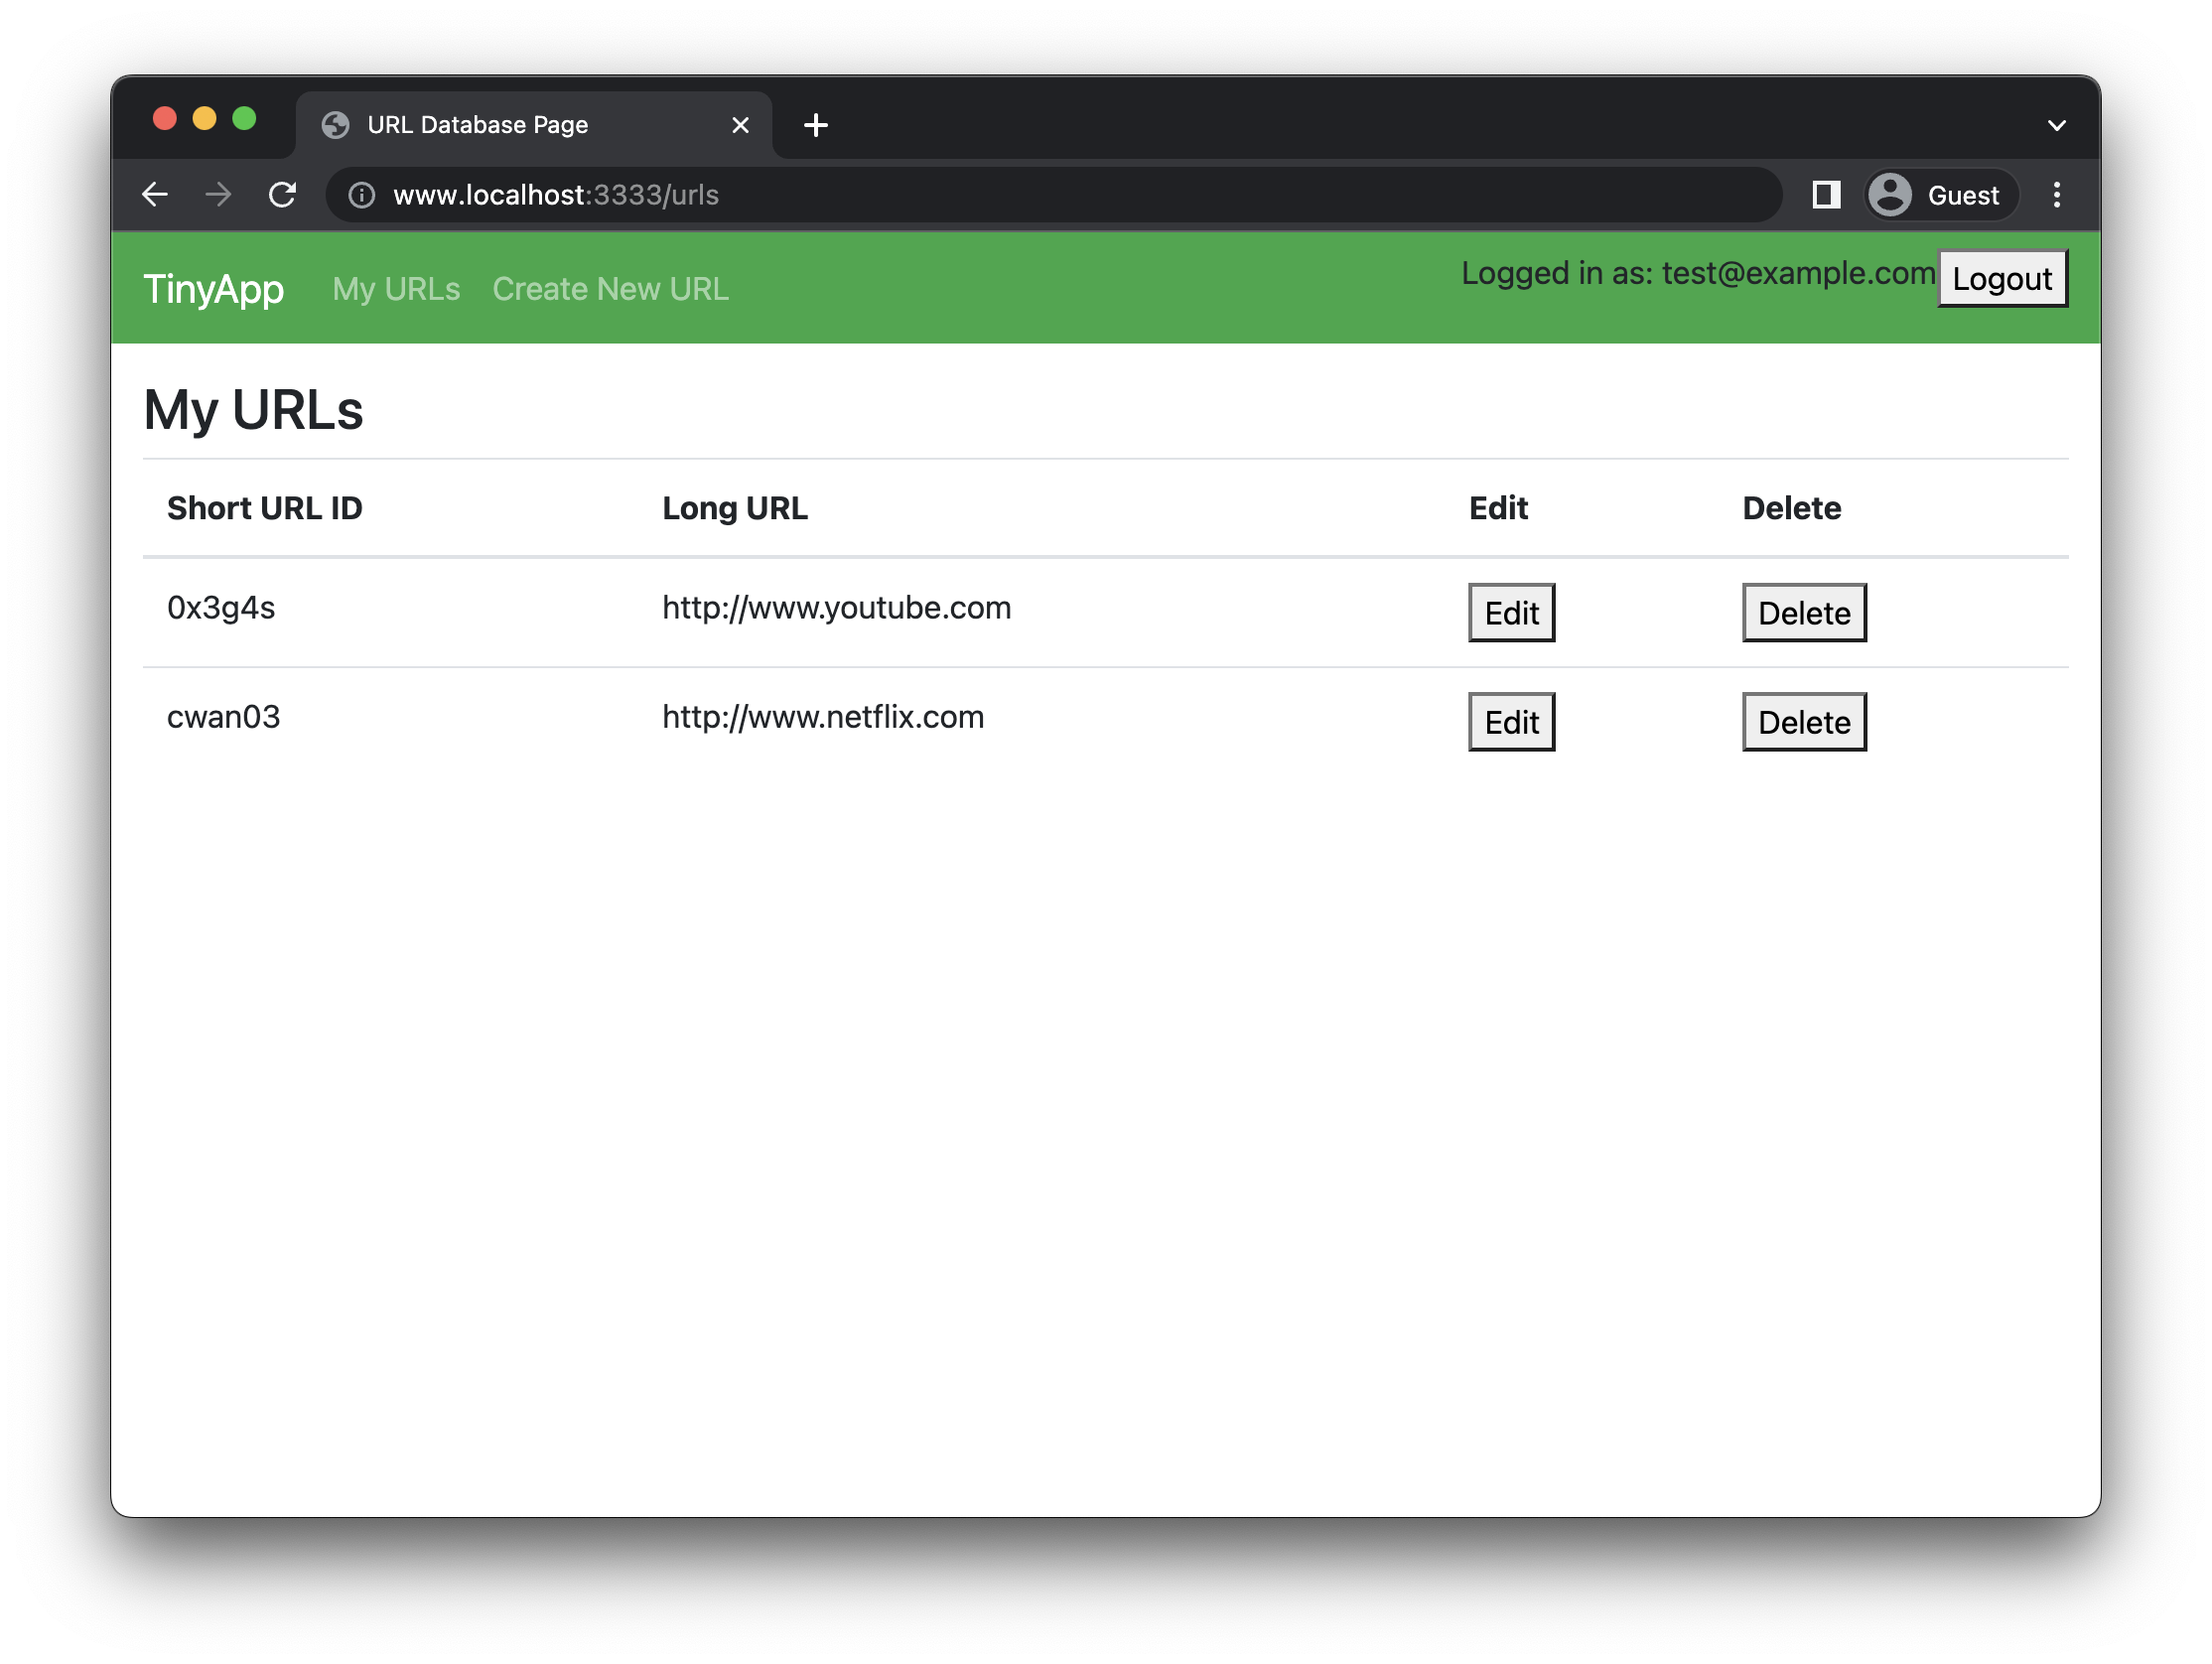 URL Database Page
www.localhost:3333/urls
Guest
TinyApp My URLs Create New URL Logged in as: test@example.com Logout
My URLs
Short URL ID Long URL Edit Delete
0x3g4s http://www.youtube.com Edit Delete
cwan03 http://www.netflix.com Edit Delete